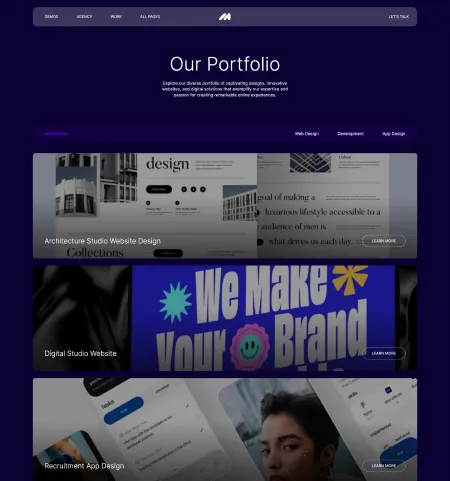 DEMOS
AGENCY
WORK
ALL PAGES
LET'S TALK
Our Portfolio
Explore our diverse portfolio of captivating designs, innovative
websites, and digital solutions that exemplify our expertise and
passion for creating remarkable online experiences.
Web Design
Development
App Design
design
goal of making a
luxurious lifestyle accessible to a
audience of men is
what drives us each day.
Collections
Architecture Studio Website Design
LEARN MORE
We Make
Your Brand
Digital Studio Website
LEARN MORE
tasks
skills
experience
Recruitment App Design
LEARN MORE